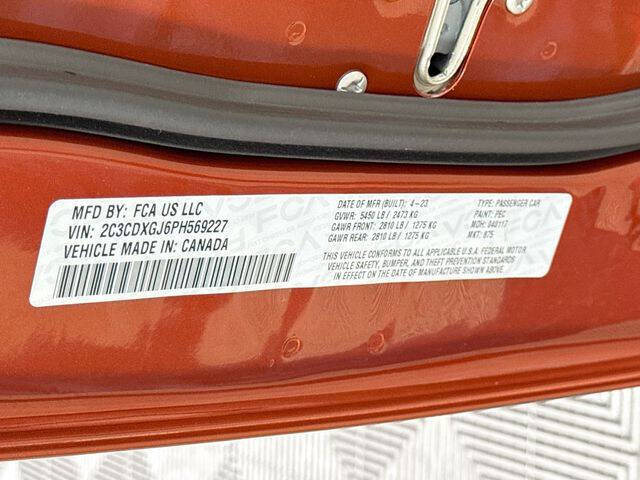 MFD BY: FCA US LLC
VIN: 2C3CDXGJ6PH569227
VEHICLE MADE IN: CANADA
DATE OF MFR (BUILT): 4-23
GVWR: 5450 LB / 2473 KG
GAWR FRONT: 2810 LB / 1275 KG
GAWR REAR: 2810 LB / 1275 KG
TYPE: PASSENGER CAR
PAINT: PEC
MDH: 040117
MKT: 875
THIS VEHICLE CONFORMS TO ALL APPLICABLE U.S.A. FEDERAL MOTOR
VEHICLE SAFETY, BUMPER, AND THEFT PREVENTION STANDARDS
IN EFFECT ON THE DATE OF MANUFACTURE SHOWN ABOVE